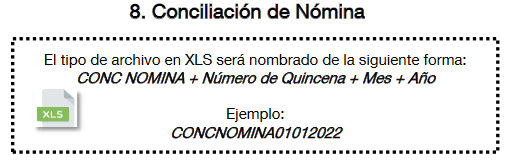 8. Conciliación de Nómina
El tipo de archivo en XLS será nombrado de la siguiente forma:
CONC NOMINA + Número de Quincena + Mes + Año
XLS
Ejemplo:
CONCNOMINA01012022